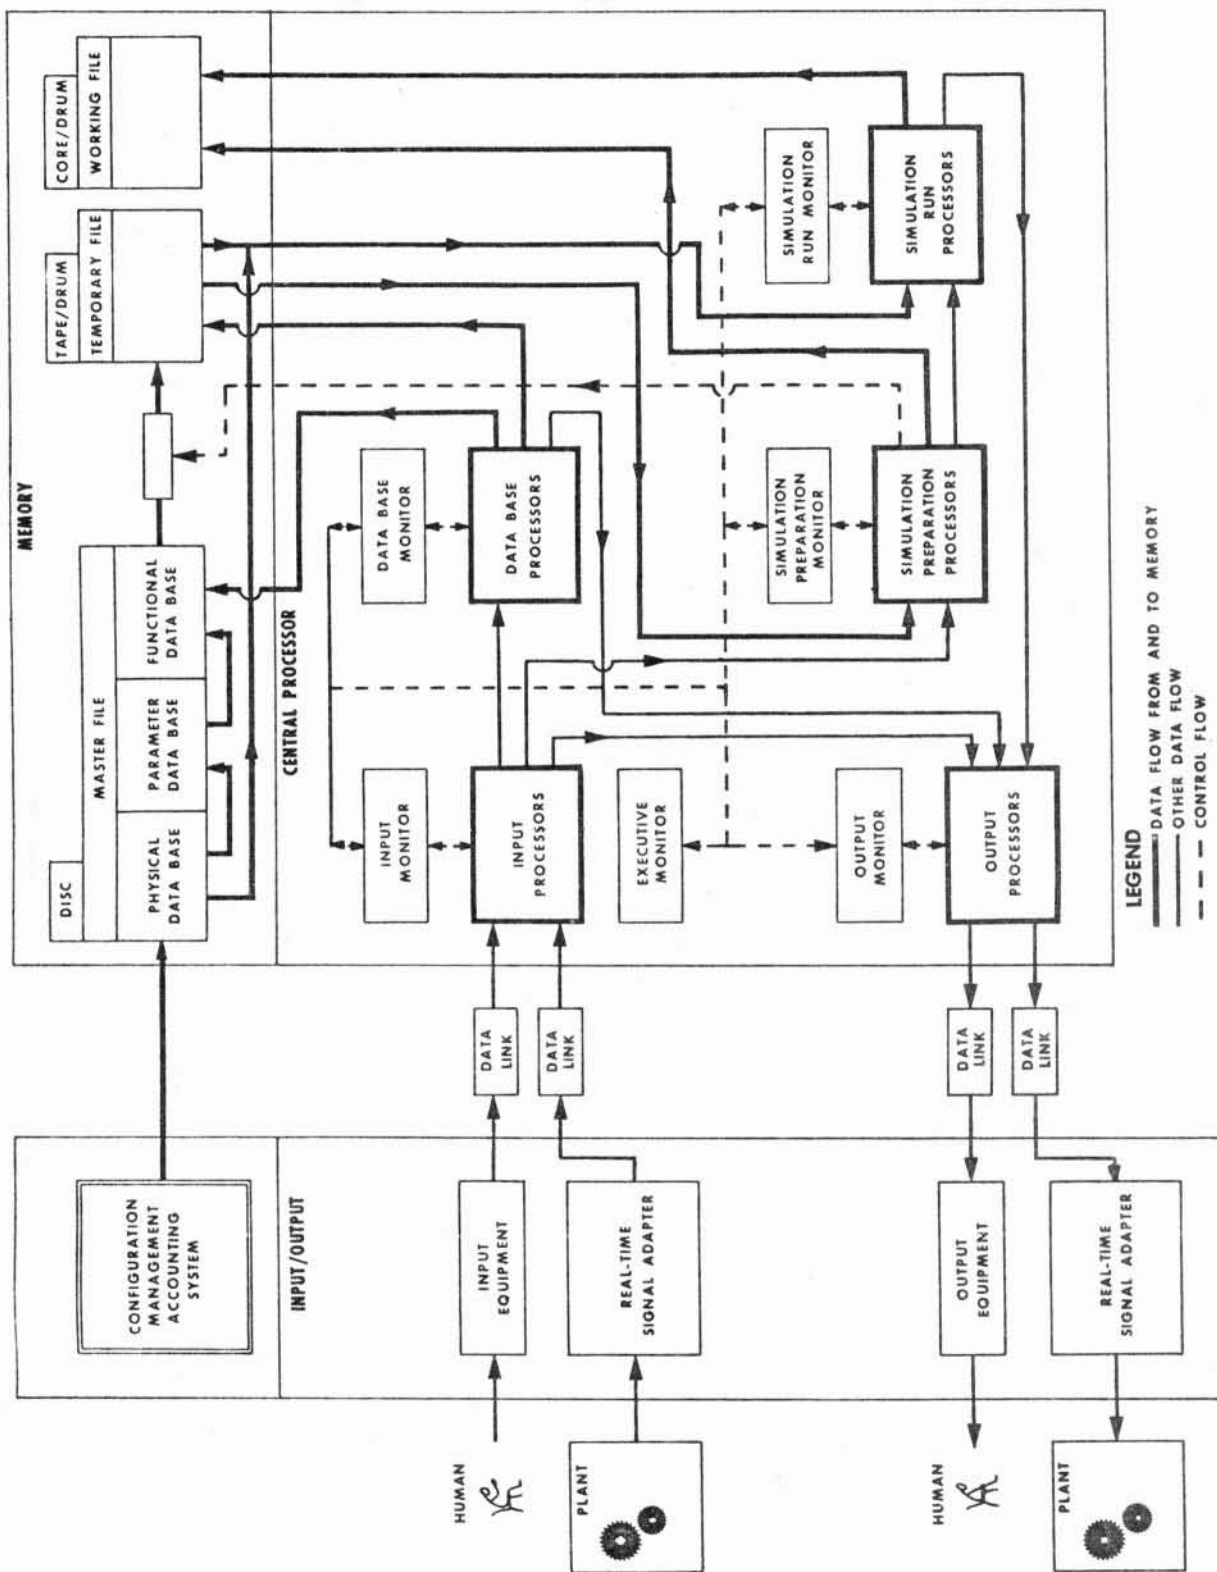 MEMORY
DISC
MASTER FILE
PHYSICAL
DATA BASE
PARAMETER
DATA BASE
FUNCTIONAL
DATA BASE
TAPE/DRUM
TEMPORARY FILE
CORE/DRUM
WORKING FILE
CONFIGURATION
MANAGEMENT
ACCOUNTING
SYSTEM
INPUT/OUTPUT
CENTRAL PROCESSOR
INPUT
MONITOR
DATA BASE
MONITOR
HUMAN
INPUT
EQUIPMENT
DATA
LINK
INPUT
PROCESSORS
DATA BASE
PROCESSORS
PLANT
REAL-TIME
SIGNAL ADAPTER
DATA
LINK
EXECUTIVE
MONITOR
OUTPUT
MONITOR
SIMULATION
PREPARATION
MONITOR
SIMULATION
RUN MONITOR
HUMAN
OUTPUT
EQUIPMENT
DATA
LINK
OUTPUT
PROCESSORS
SIMULATION
PREPARATION
PROCESSORS
SIMULATION
RUN
PROCESSORS
PLANT
REAL-TIME
SIGNAL ADAPTER
DATA
LINK
LEGEND
DATA FLOW FROM AND TO MEMORY
OTHER DATA FLOW
CONTROL FLOW